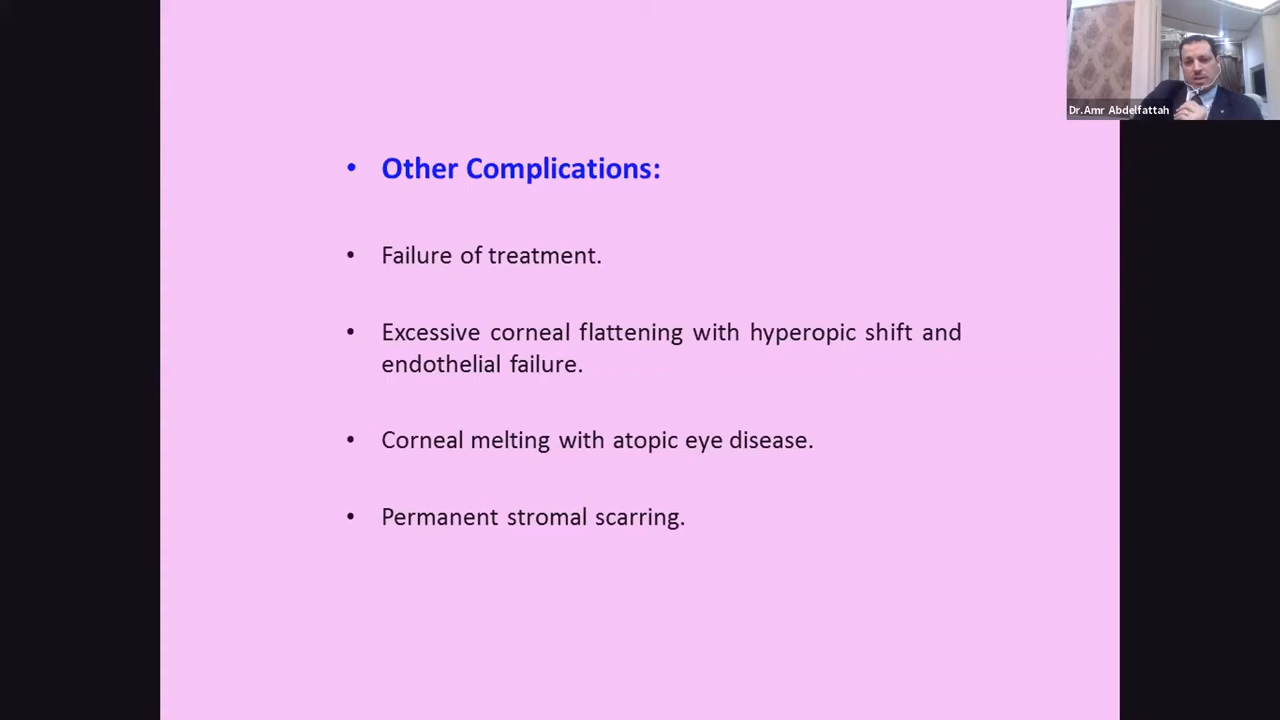 Dr.Amr Abdelfattah
• Other Complications:
• Failure of treatment.
• Excessive corneal flattening with hyperopic shift and
endothelial failure.
• Corneal melting with atopic eye disease.
• Permanent stromal scarring.